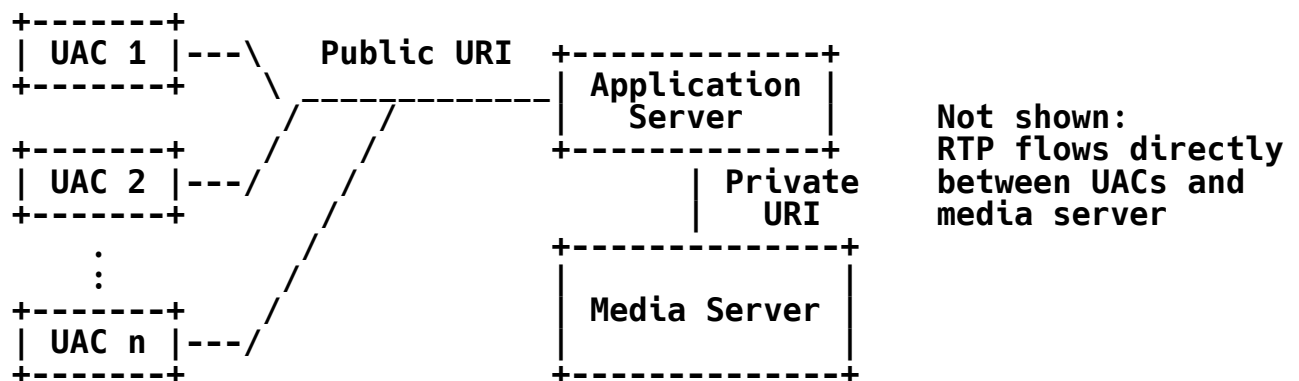 UAC 1
Public URI
Application
Server
Not shown:
RTP flows directly
between UACs and
media server
UAC 2
Private
URI
:
Media Server
UAC n